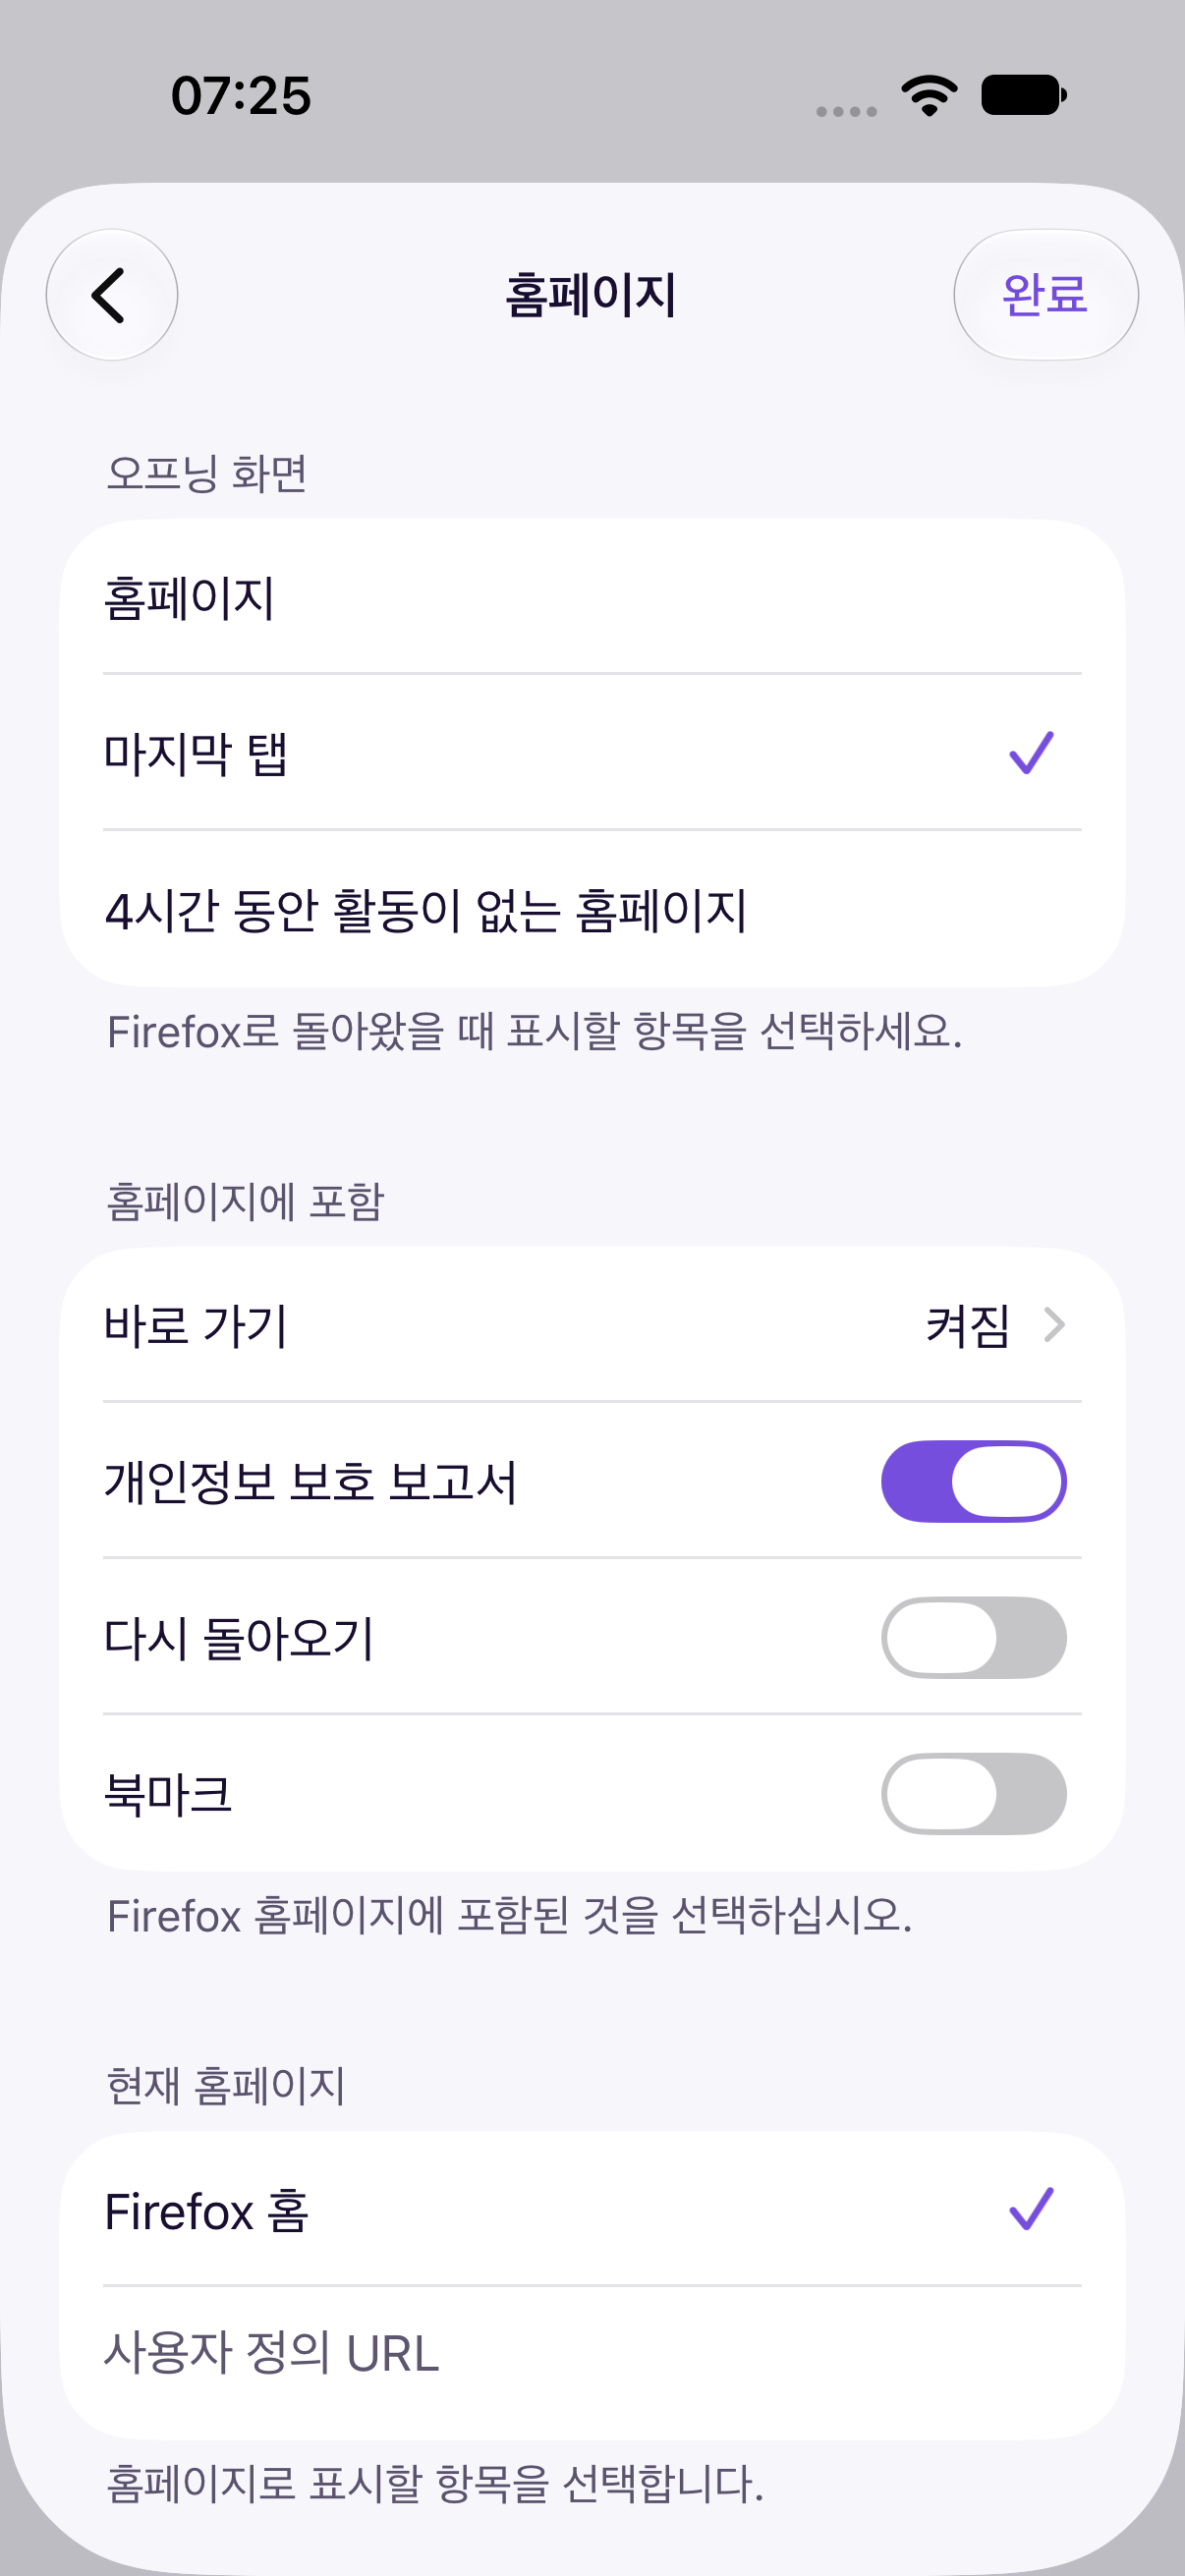 07:25
홈페이지
완료
오프닝 화면
홈페이지
마지막 탭
4시간 동안 활동이 없는 홈페이지
Firefox로 돌아왔을 때 표시할 항목을 선택하세요.
홈페이지에 포함
바로 가기 켜짐
개인정보 보호 보고서
다시 돌아오기
북마크
Firefox 홈페이지에 포함된 것을 선택하십시오.
현재 홈페이지
Firefox 홈
사용자 정의 URL
홈페이지로 표시할 항목을 선택합니다.